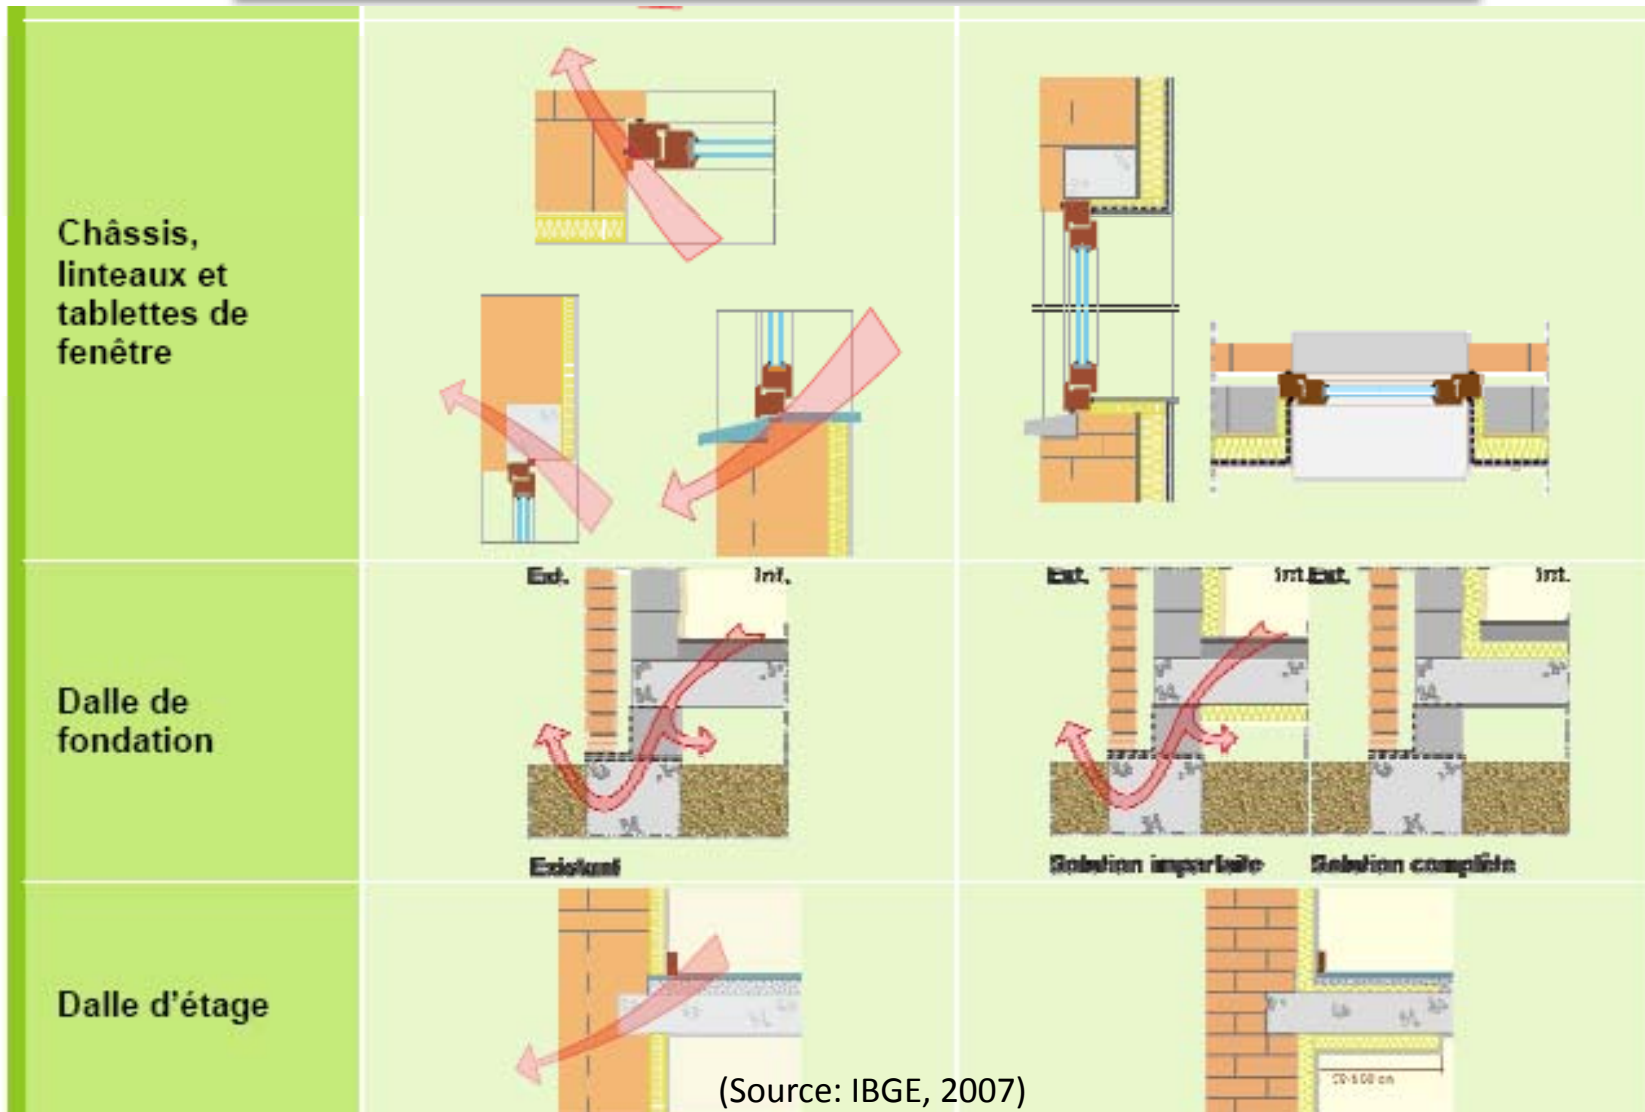 Châssis,
linteaux et
tablettes de
fenêtre
Ext. Int.
Ext. Int. Ext. Int.
Dalle de
fondation
Existant
Solution imparfaite Solution complète
Dalle d'étage
(Source: IBGE, 2007)